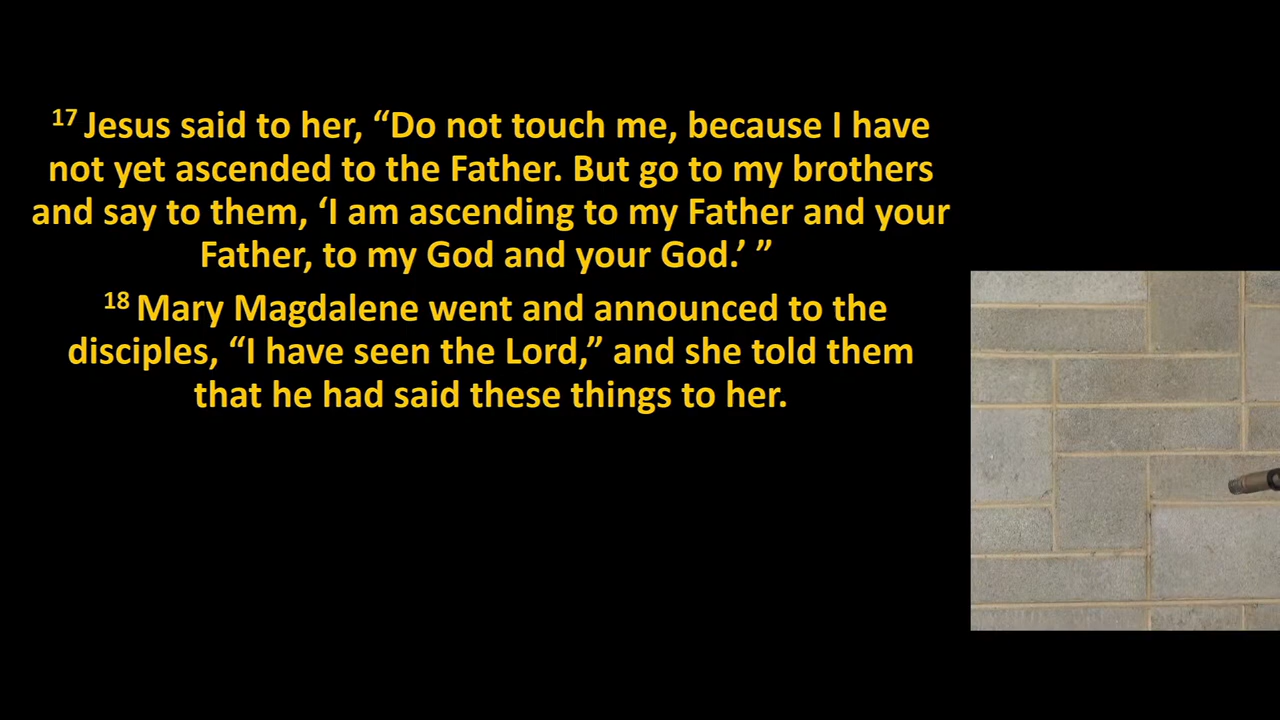 17 Jesus said to her, “Do not touch me, because I have
not yet ascended to the Father. But go to my brothers
and say to them, ‘I am ascending to my Father and your
Father, to my God and your God.’ ”
18 Mary Magdalene went and announced to the
disciples, “I have seen the Lord,” and she told them
that he had said these things to her.